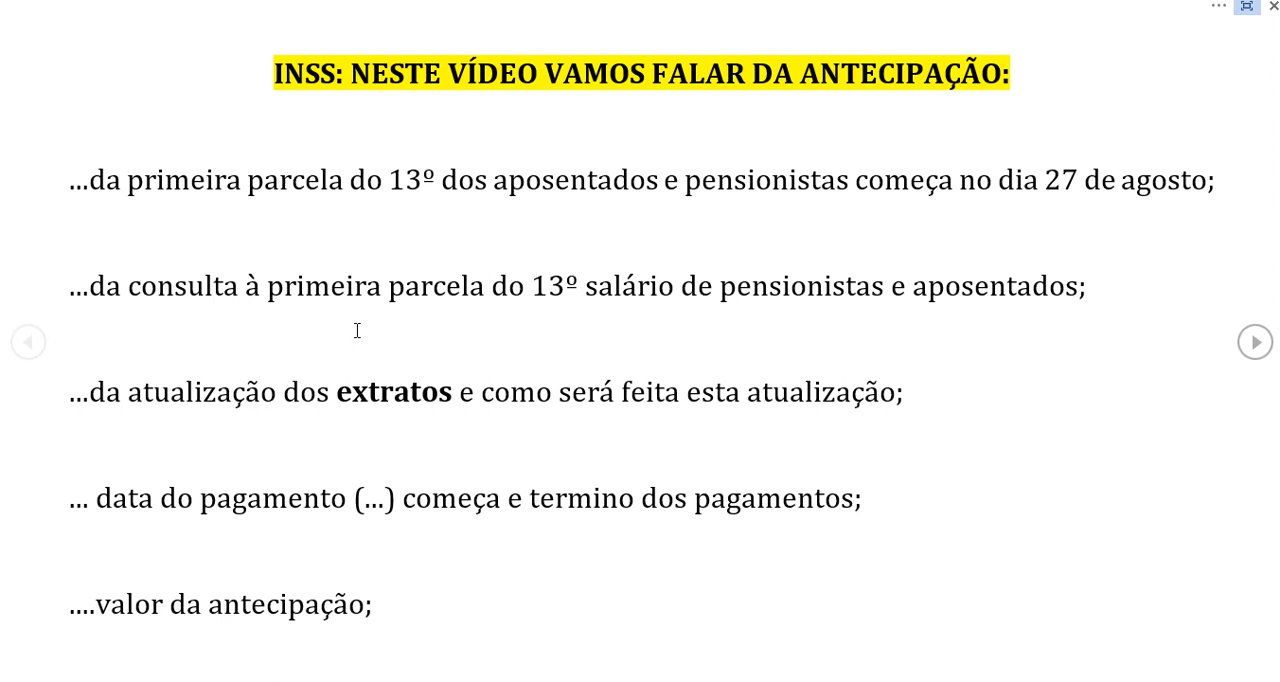 INSS: NESTE VÍDEO VAMOS FALAR DA ANTECIPAÇÃO:
...da primeira parcela do 13º dos aposentados e pensionistas começa no dia 27 de agosto;
...da consulta à primeira parcela do 13º salário de pensionistas e aposentados;
...da atualização dos extratos e como será feita esta atualização;
... data do pagamento (...) começa e termino dos pagamentos;
....valor da antecipação;